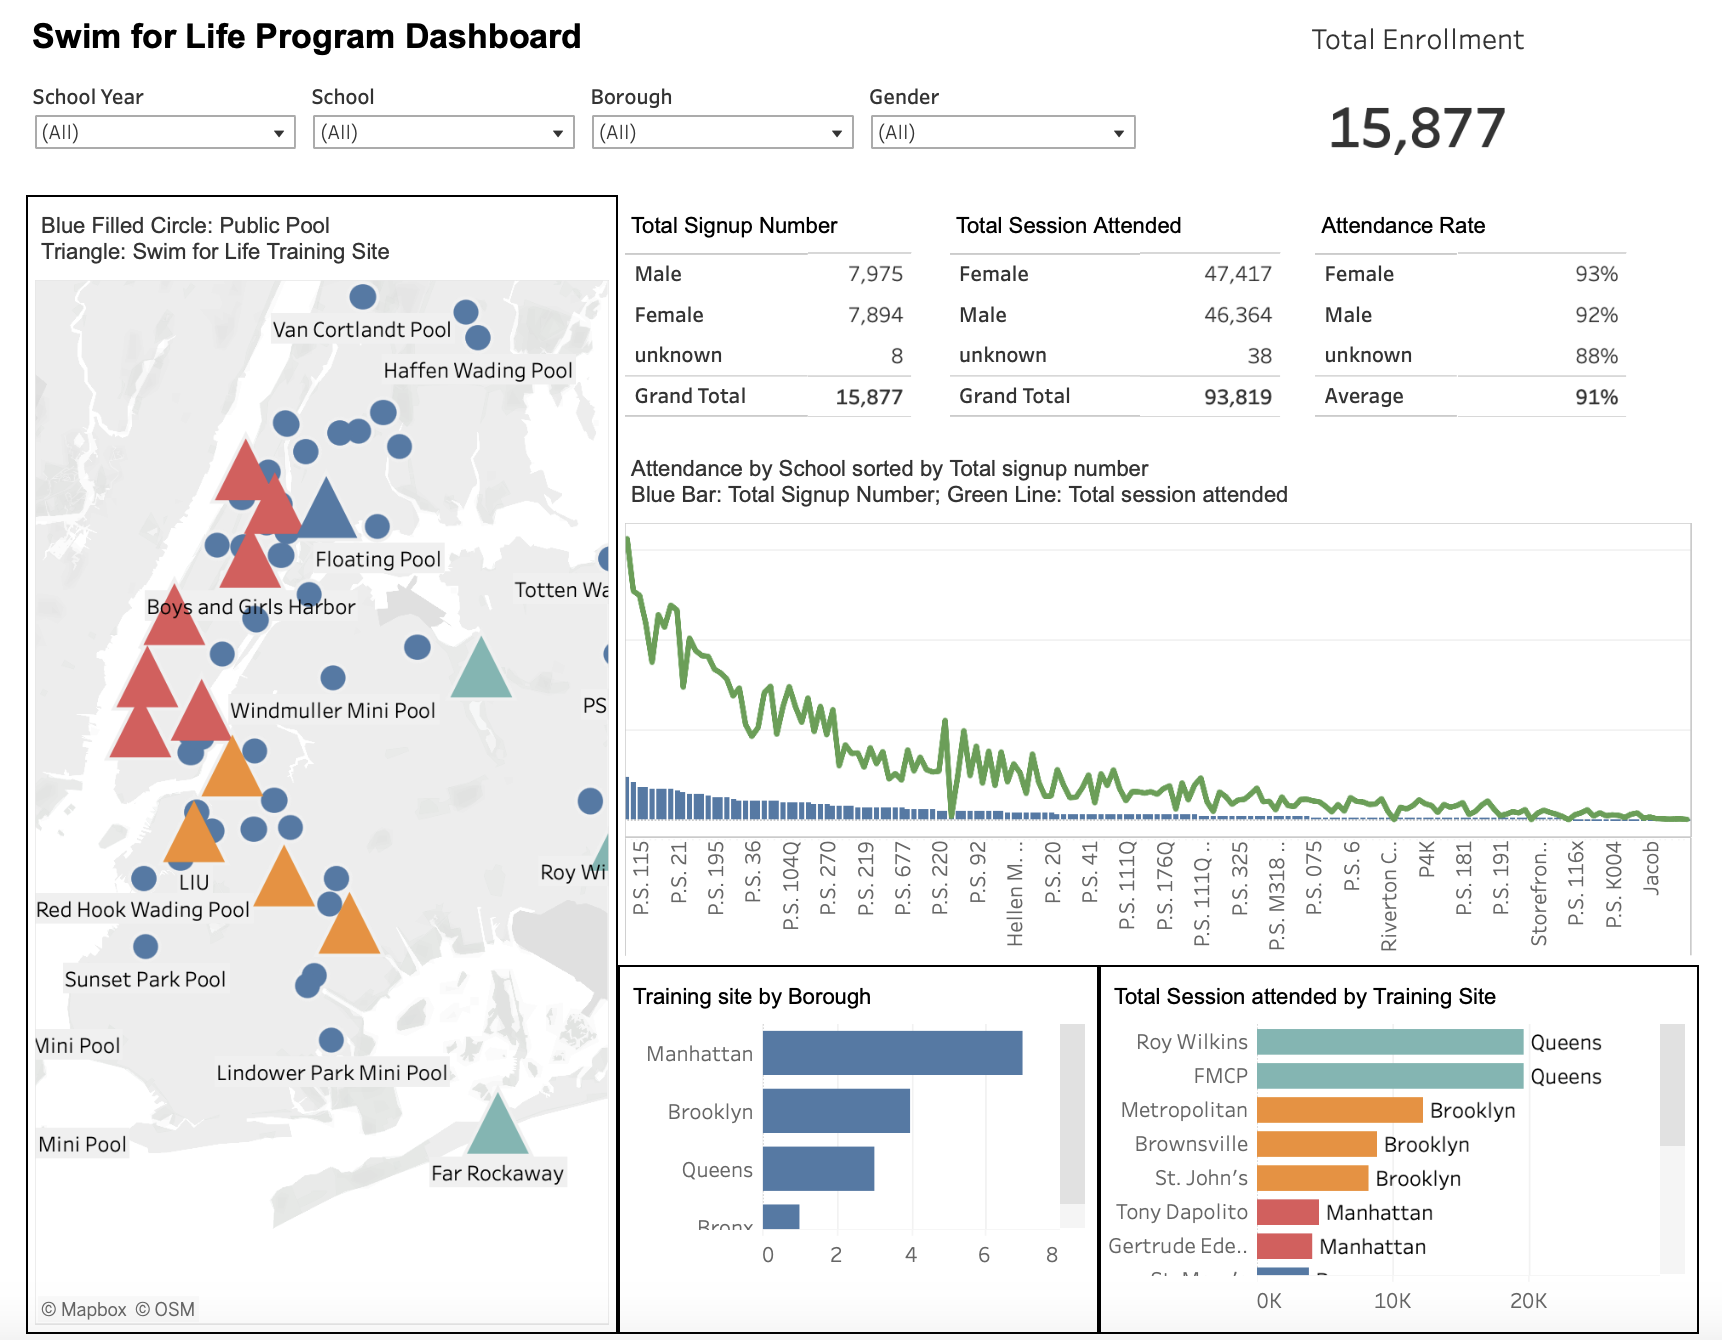 Swim for Life Program Dashboard
Total Enrollment
15,877
School Year
School
Borough
Gender
(All)
(All)
(All)
(All)
Blue Filled Circle: Public Pool
Triangle: Swim for Life Training Site
Van Cortlandt Pool
Haffen Wading Pool
Floating Pool
Totten Wa
Boys and Girls Harbor
Windmuller Mini Pool
PS
Roy Wi
LIU
Red Hook Wading Pool
Sunset Park Pool
Mini Pool
Lindower Park Mini Pool
Mini Pool
Far Rockaway
© Mapbox © OSM
Total Signup Number
Male 7,975
Female 7,894
unknown 8
Grand Total 15,877
Total Session Attended
Female 47,417
Male 46,364
unknown 38
Grand Total 93,819
Attendance Rate
Female 93%
Male 92%
unknown 88%
Average 91%
Attendance by School sorted by Total signup number
Blue Bar: Total Signup Number; Green Line: Total session attended
P.S. 115
P.S. 21
P.S. 195
P.S. 36
P.S. 104Q
P.S. 270
P.S. 219
P.S. 677
P.S. 220
P.S. 92
Hellen M...
P.S. 20
P.S. 41
P.S. 111Q
P.S. 176Q
P.S. 111Q ..
P.S. 325
P.S. M318 ..
P.S. 075
P.S. 6
Riverton C..
P4K
P.S. 181
P.S. 191
Storefron..
P.S. 116x
P.S. K004
Jacob
Training site by Borough
Manhattan
Brooklyn
Queens
Bronx
0 2 4 6 8
Total Session attended by Training Site
Roy Wilkins Queens
FMCP Queens
Metropolitan Brooklyn
Brownsville Brooklyn
St. John's Brooklyn
Tony Dapolito Manhattan
Gertrude Ede.. Manhattan
0K 10K 20K